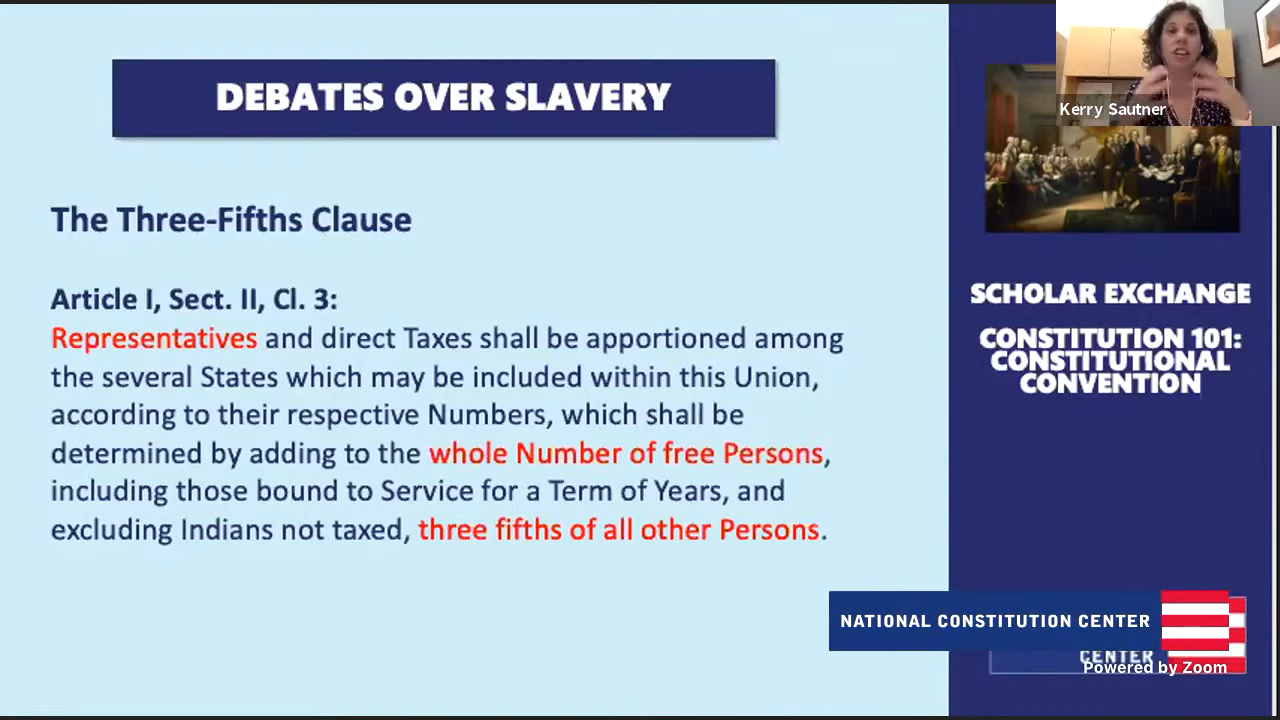 DEBATES OVER SLAVERY
The Three-Fifths Clause
Article I, Sect. II, Cl. 3:
Representatives and direct Taxes shall be apportioned among
the several States which may be included within this Union,
according to their respective Numbers, which shall be
determined by adding to the whole Number of free Persons,
including those bound to Service for a Term of Years, and
excluding Indians not taxed, three fifths of all other Persons.
Kerry Sautner
SCHOLAR EXCHANGE
CONSTITUTION 101:
CONSTITUTIONAL
CONVENTION
NATIONAL CONSTITUTION CENTER
CENTER
Powered by Zoom